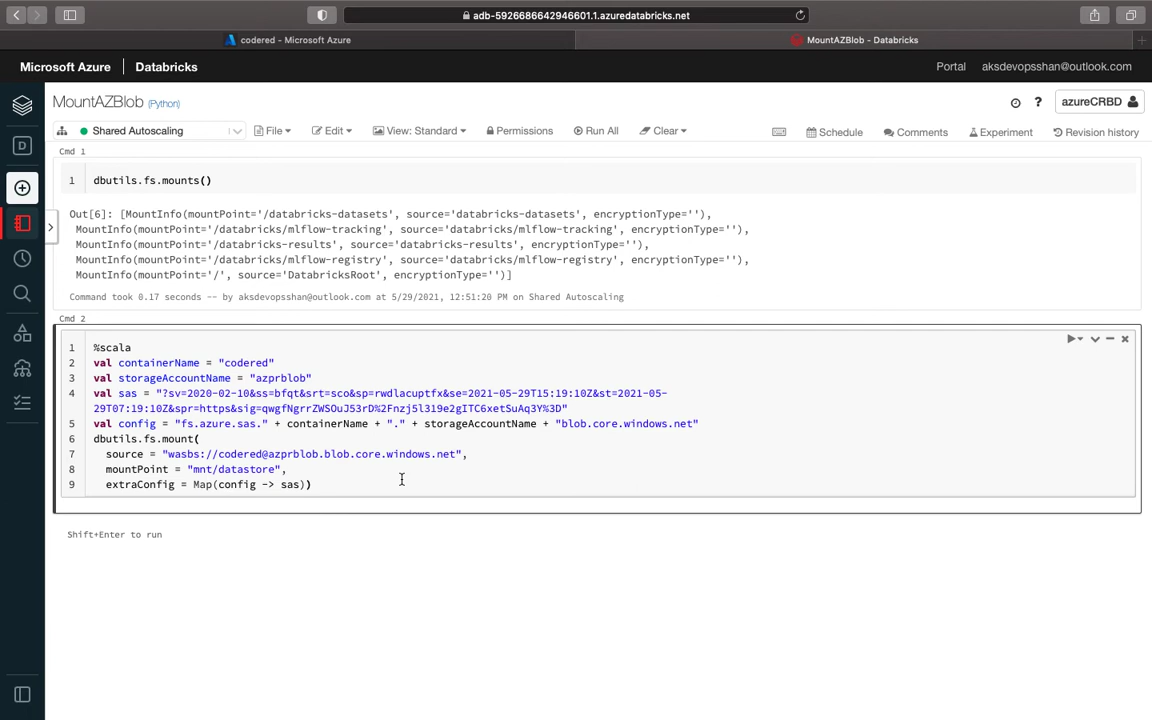 adb-5926686642946601.1.azuredatabricks.net
codered - Microsoft Azure
MountAZBlob - Databricks
Microsoft Azure
Databricks
Portal
aksdevopsshan@outlook.com
MountAZBlob (Python)
azureCRBD
Shared Autoscaling
File
Edit
View: Standard
Permissions
Run All
Clear
Schedule
Comments
Experiment
Revision history
D
Cmd 1
1 dbutils.fs.mounts()
Out[6]: [MountInfo(mountPoint='/databricks-datasets', source='databricks-datasets', encryptionType=''),
MountInfo(mountPoint='/databricks/mlflow-tracking', source='databricks/mlflow-tracking', encryptionType=''),
MountInfo(mountPoint='/databricks-results', source='databricks-results', encryptionType=''),
MountInfo(mountPoint='/databricks/mlflow-registry', source='databricks/mlflow-registry', encryptionType=''),
MountInfo(mountPoint='/', source='DatabricksRoot', encryptionType='')]
Command took 0.17 seconds -- by aksdevopsshan@outlook.com at 5/29/2021, 12:51:20 PM on Shared Autoscaling
Cmd 2
1 %scala
2 val containerName = "codered"
3 val storageAccountName = "azprblob"
4 val sas = "?sv=2020-02-10&ss=bfqt&srt=sco&sp=rwdlacuptfx&se=2021-05-29T15:19:10Z&st=2021-05-
29T07:19:10Z&spr=https&sig=qwgfNgrrZWSOuJ53rD%2Fnzj5l319e2gITC6xetSuAq3Y%3D"
5 val config = "fs.azure.sas." + containerName + "." + storageAccountName + "blob.core.windows.net"
6 dbutils.fs.mount(
7 source = "wasbs://codered@azprblob.blob.core.windows.net",
8 mountPoint = "mnt/datastore",
9 extraConfig = Map(config -> sas))
Shift+Enter to run